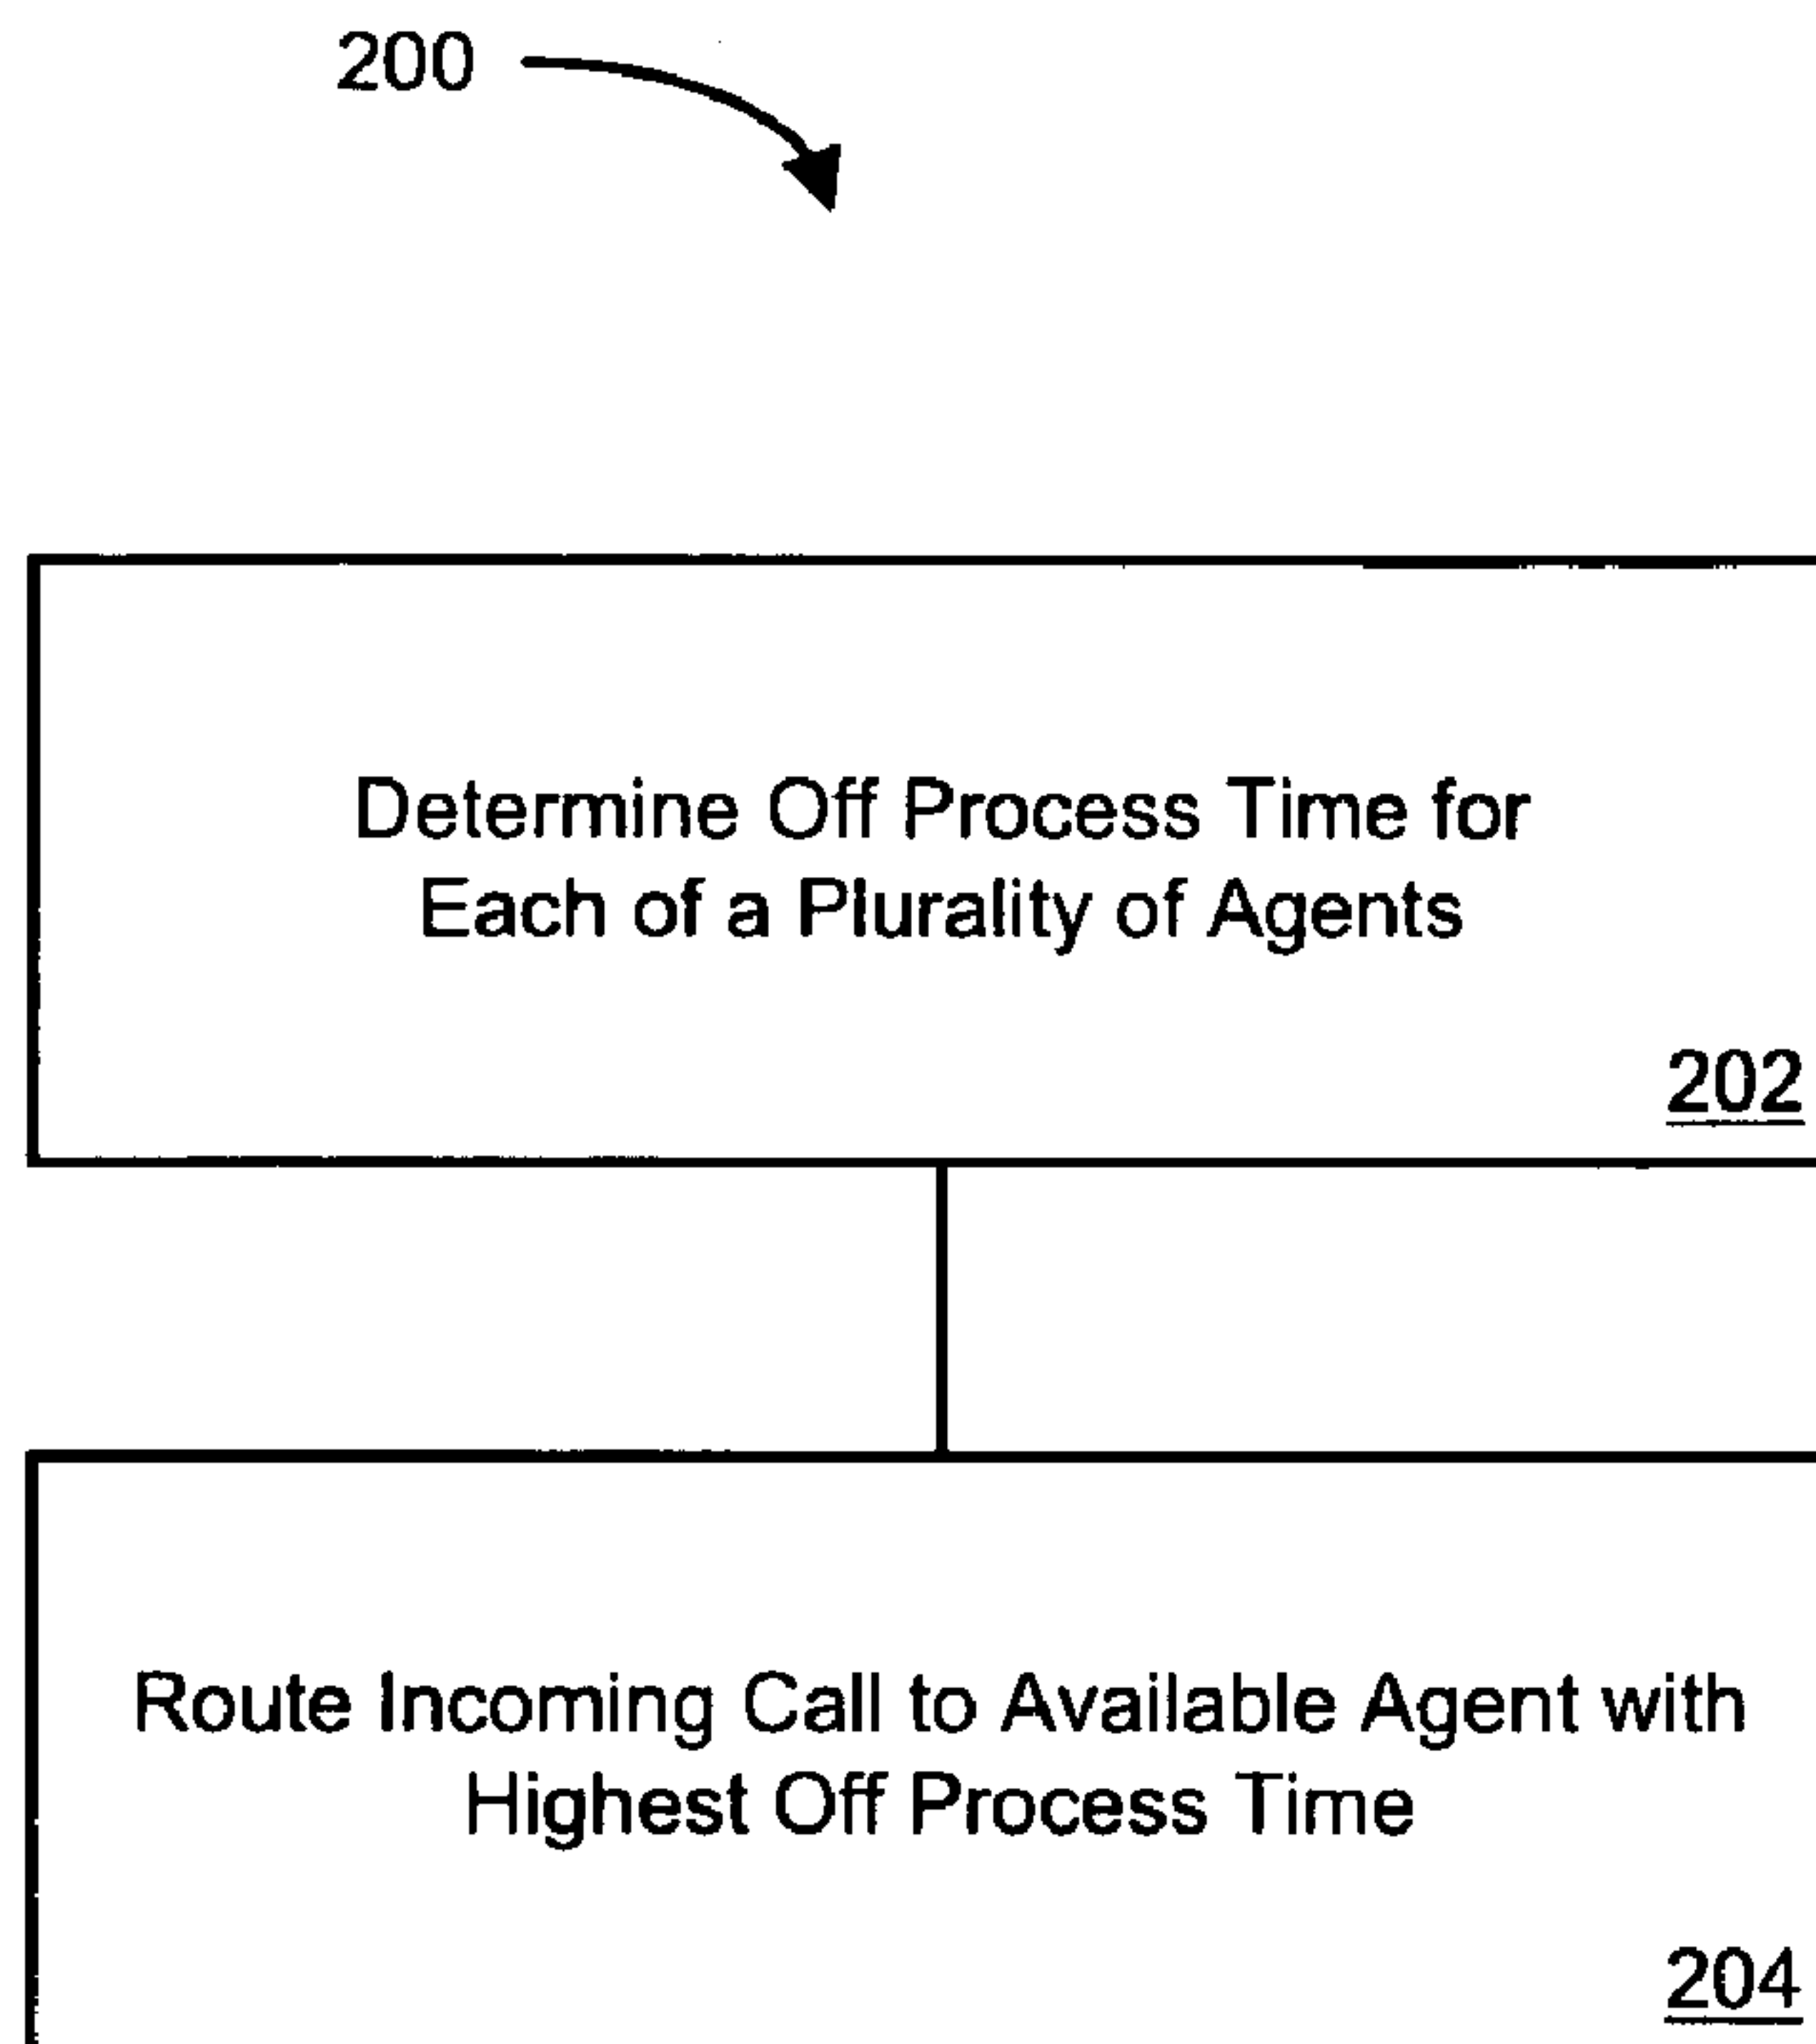 200
Determine Off Process Time for
Each of a Plurality of Agents
202
Route Incoming Call to Available Agent with
Highest Off Process Time
204